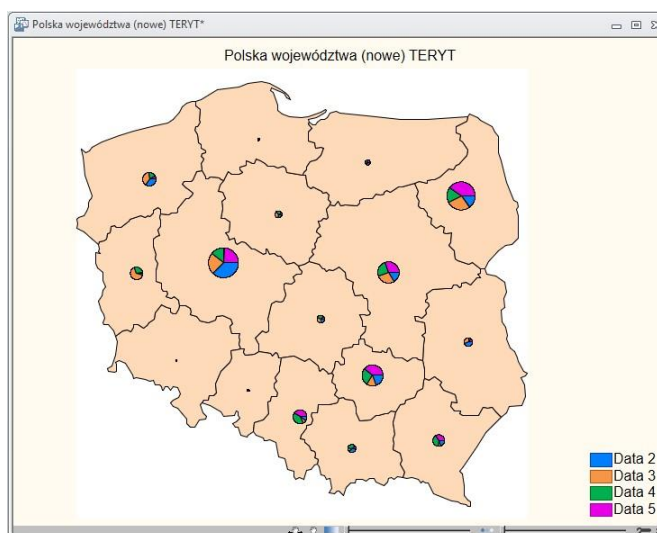 Polska województwa (nowe) TERYT*
Polska województwa (nowe) TERYT
Data 2
Data 3
Data 4
Data 5